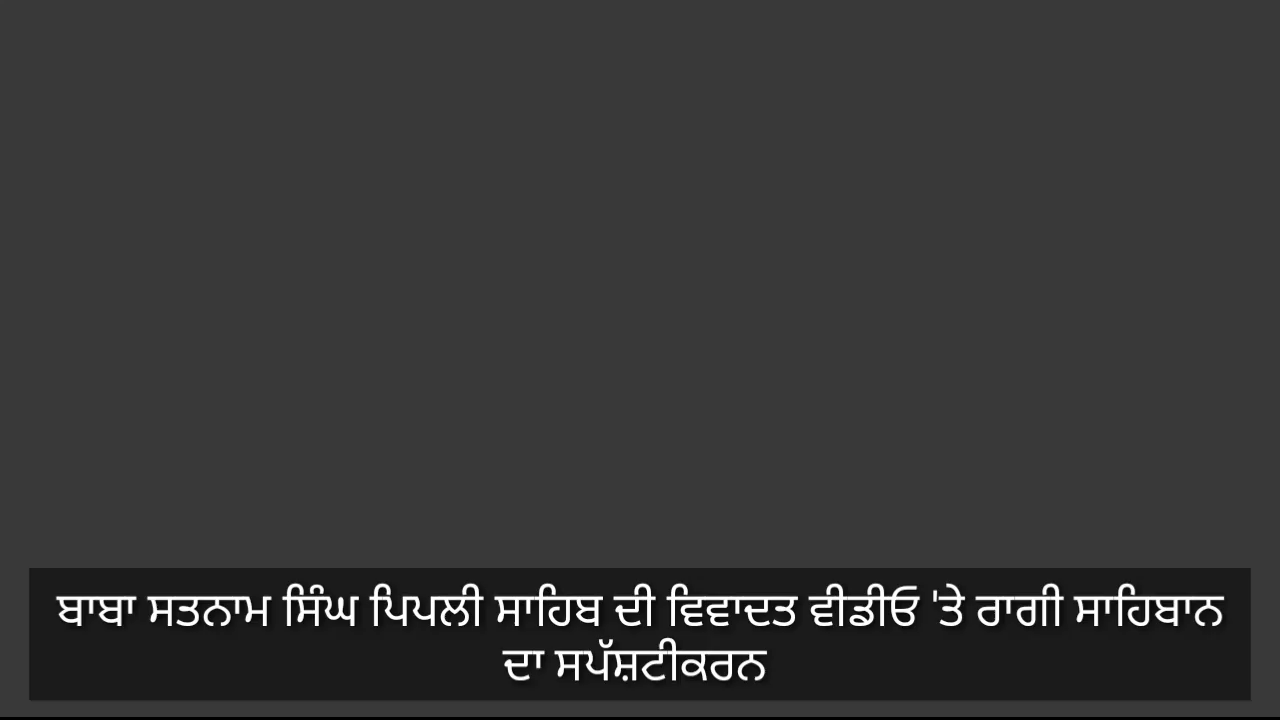 ਬਾਬਾ ਸਤਨਾਮ ਸਿੰਘ ਪਿਪਲੀ ਸਾਹਿਬ ਦੀ ਵਿਵਾਦਤ ਵੀਡੀਓ 'ਤੇ ਰਾਗੀ ਸਾਹਿਬਾਨ
ਦਾ ਸਪੱਸ਼ਟੀਕਰਨ